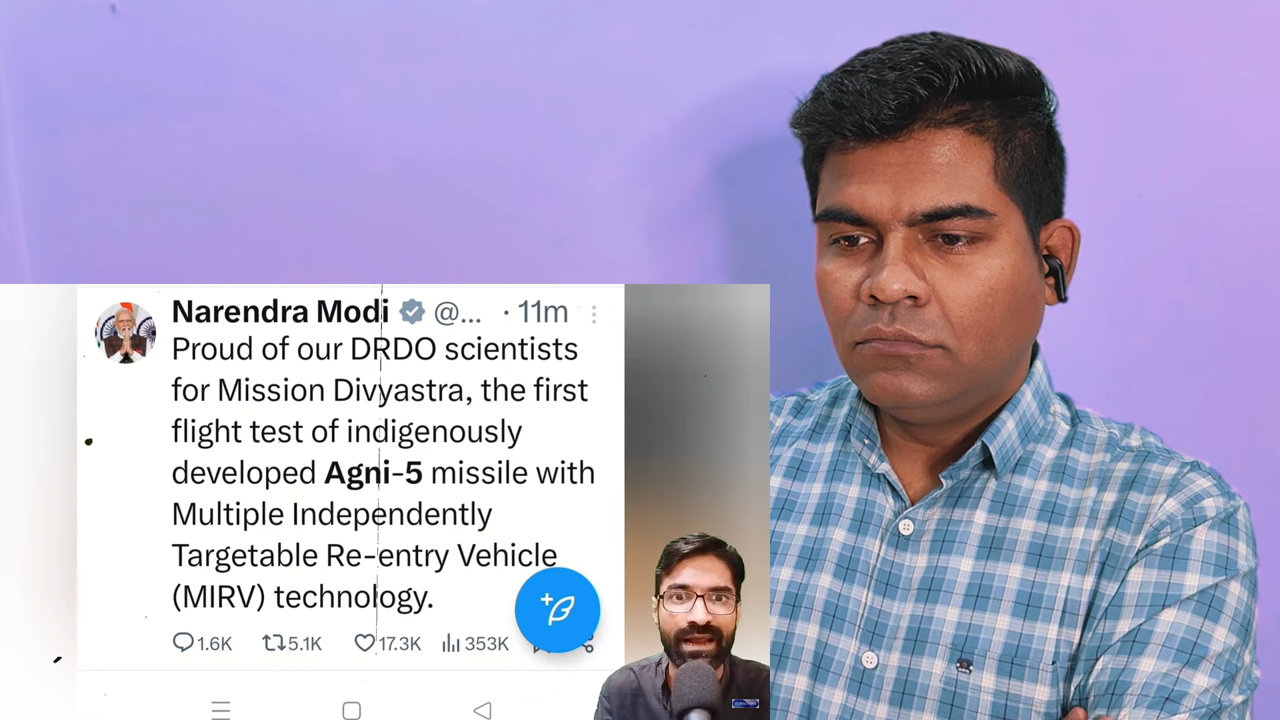 Narendra Modi @... · 11m
Proud of our DRDO scientists
for Mission Divyastra, the first
flight test of indigenously
developed Agni-5 missile with
Multiple Independently
Targetable Re-entry Vehicle
(MIRV) technology.
1.6K 5.1K 17.3K 353K